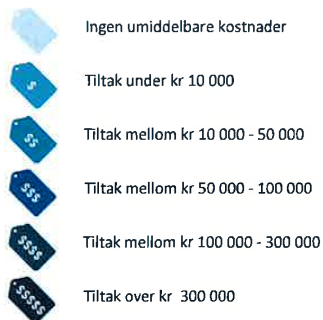 Ingen umiddelbare kostnader
$ Tiltak under kr 10 000
$$ Tiltak mellom kr 10 000 - 50 000
$$$ Tiltak mellom kr 50 000 - 100 000
$$$$ Tiltak mellom kr 100 000 - 300 000
$$$$$ Tiltak over kr 300 000